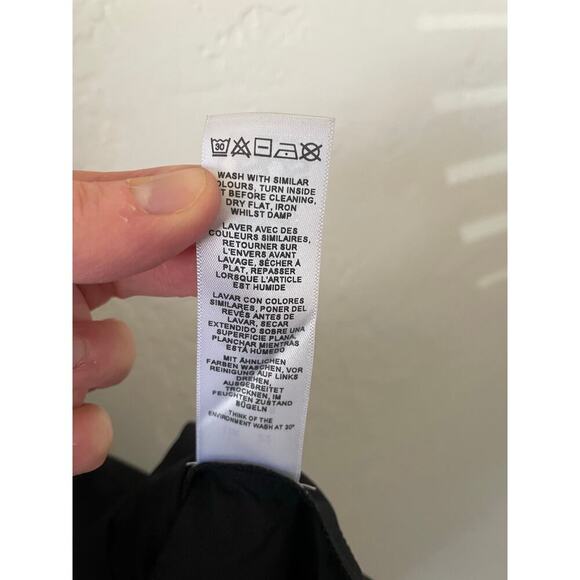 30
WASH WITH SIMILAR
COLOURS, TURN INSIDE
BEFORE CLEANING,
DRY FLAT, IRON
WHILST DAMP
LAVER AVEC DES
COULEURS SIMILAIRES,
RETOURNER SUR
L'ENVERS AVANT
LAVAGE, SÉCHER À
PLAT, REPASSER
LORSQUE L'ARTICLE
EST HUMIDE
LAVAR CON COLORES
SIMILARES, PONER DEL
REVÉS ANTES DE
LAVAR, SECAR
EXTENDIDO SOBRE UNA
SUPERFICIE PLANA,
PLANCHAR MIENTRAS
ESTÁ HÚMEDO
MIT ÄHNLICHEN
FARBEN WASCHEN, VOR
REINIGUNG AUF LINKS
DREHEN,
AUSGEBREITET
TROCKNEN, IM
FEUCHTEN ZUSTAND
BÜGELN
THINK OF THE
ENVIRONMENT WASH AT 30°